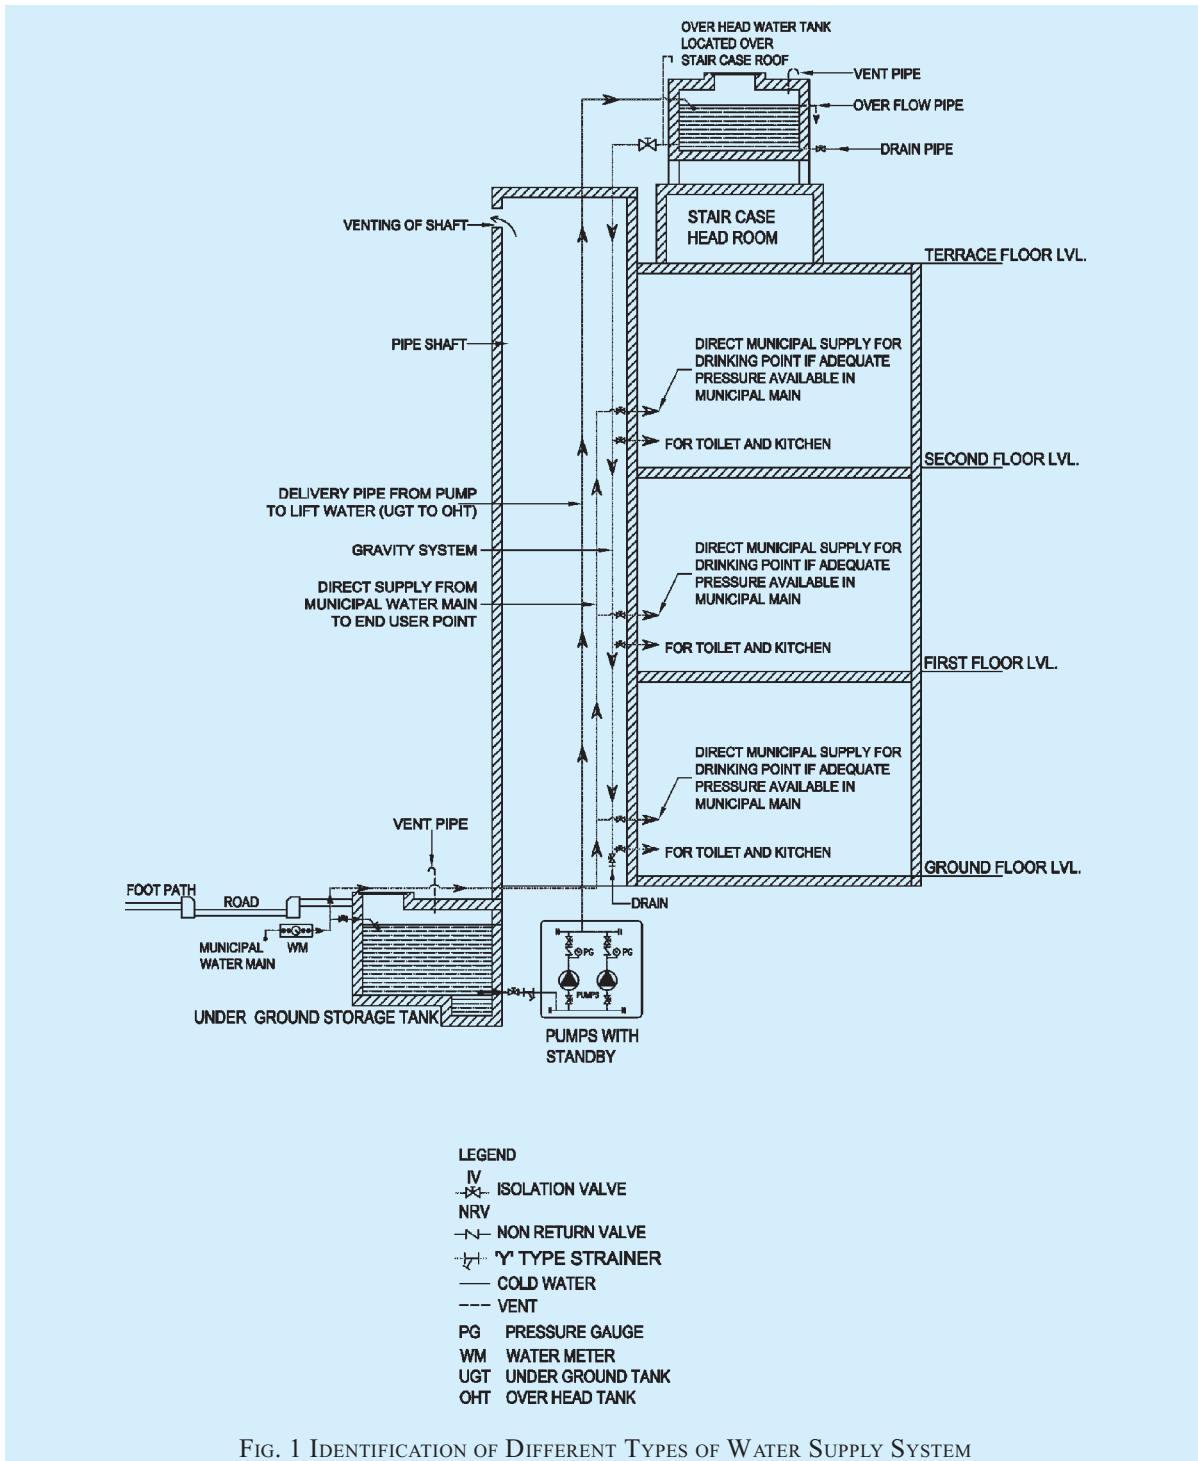 OVER HEAD WATER TANK
LOCATED OVER
STAIR CASE ROOF
VENT PIPE
OVER FLOW PIPE
DRAIN PIPE
VENTING OF SHAFT
STAIR CASE
HEAD ROOM
TERRACE FLOOR LVL.
PIPE SHAFT
DIRECT MUNICIPAL SUPPLY FOR
DRINKING POINT IF ADEQUATE
PRESSURE AVAILABLE IN
MUNICIPAL MAIN
FOR TOILET AND KITCHEN
SECOND FLOOR LVL.
DELIVERY PIPE FROM PUMP
TO LIFT WATER (UGT TO OHT)
GRAVITY SYSTEM
DIRECT SUPPLY FROM
MUNICIPAL WATER MAIN
TO END USER POINT
DIRECT MUNICIPAL SUPPLY FOR
DRINKING POINT IF ADEQUATE
PRESSURE AVAILABLE IN
MUNICIPAL MAIN
FOR TOILET AND KITCHEN
FIRST FLOOR LVL.
DIRECT MUNICIPAL SUPPLY FOR
DRINKING POINT IF ADEQUATE
PRESSURE AVAILABLE IN
MUNICIPAL MAIN
FOR TOILET AND KITCHEN
GROUND FLOOR LVL.
VENT PIPE
FOOT PATH
ROAD
DRAIN
MUNICIPAL
WATER MAIN
WM
PG
PG
PUMPS
UNDER GROUND STORAGE TANK
PUMPS WITH
STANDBY
LEGEND
IV
ISOLATION VALVE
NRV
NON RETURN VALVE
'Y' TYPE STRAINER
COLD WATER
VENT
PG PRESSURE GAUGE
WM WATER METER
UGT UNDER GROUND TANK
OHT OVER HEAD TANK
FIG. 1 IDENTIFICATION OF DIFFERENT TYPES OF WATER SUPPLY SYSTEM